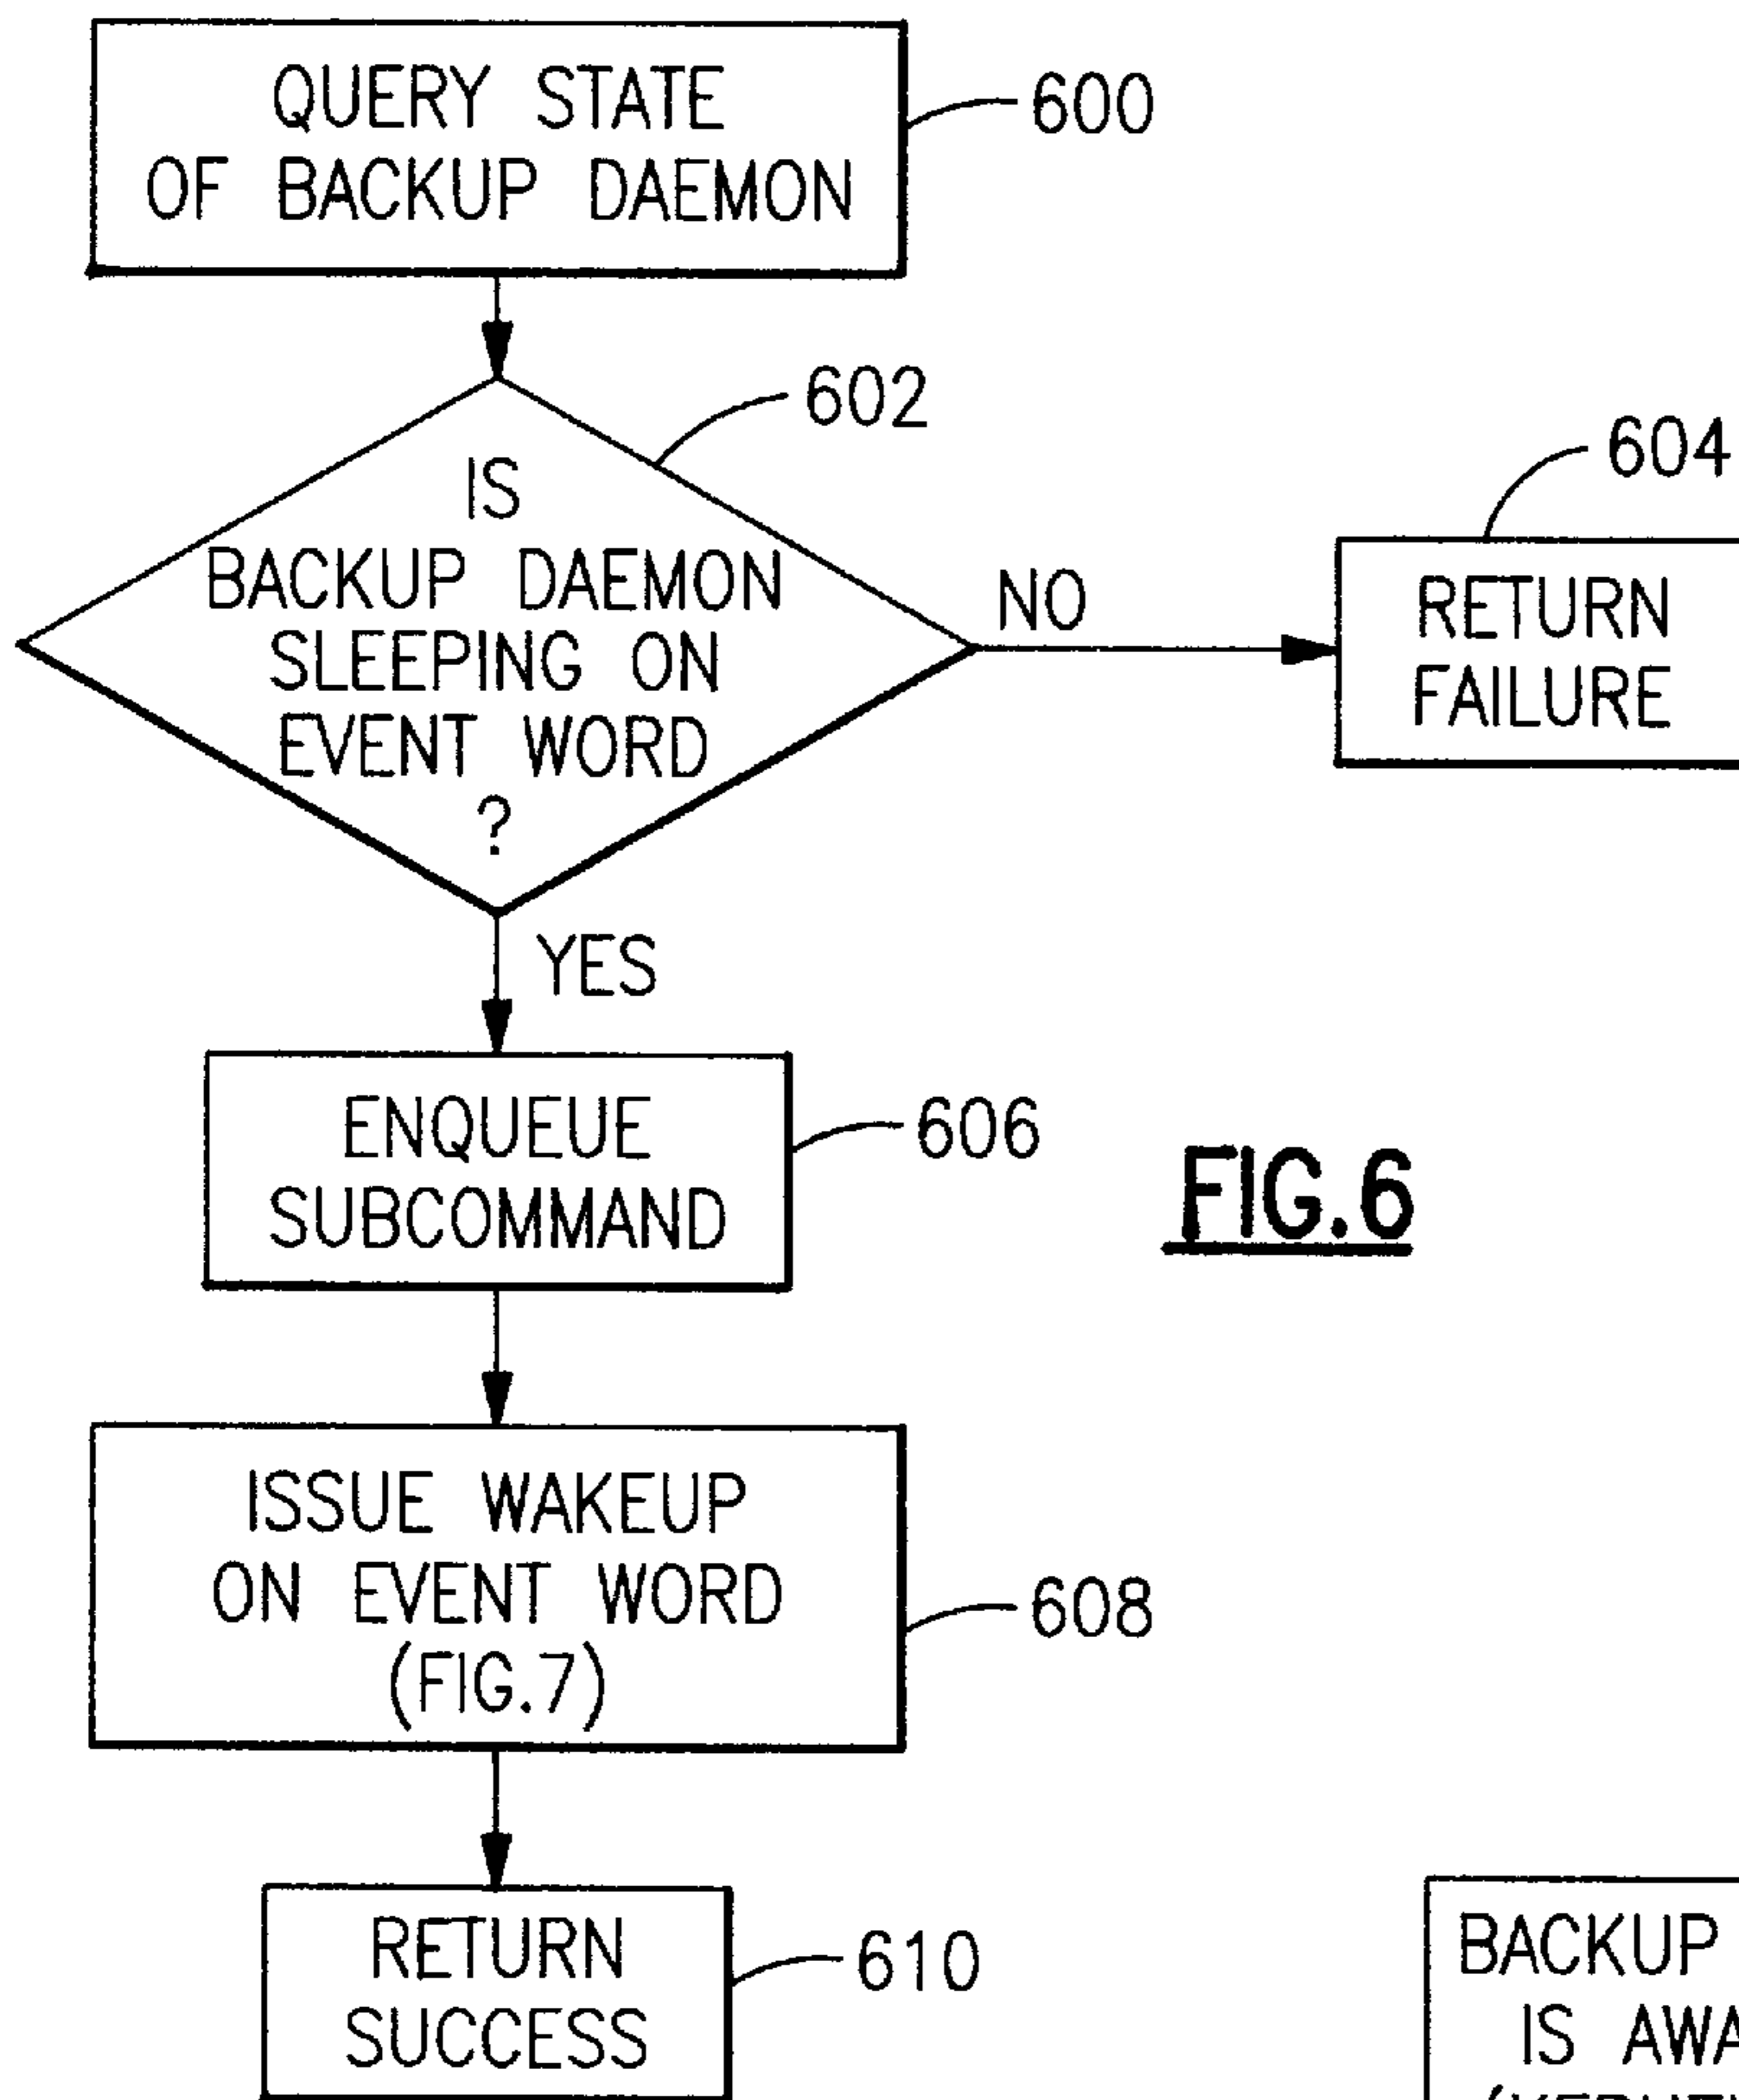 QUERY STATE
OF BACKUP DAEMON
600
602
IS
BACKUP DAEMON
SLEEPING ON
EVENT WORD
?
NO
604
RETURN
FAILURE
YES
ENQUEUE
SUBCOMMAND
606
FIG.6
ISSUE WAKEUP
ON EVENT WORD
(FIG.7)
608
RETURN
SUCCESS
610
BACKUP
IS